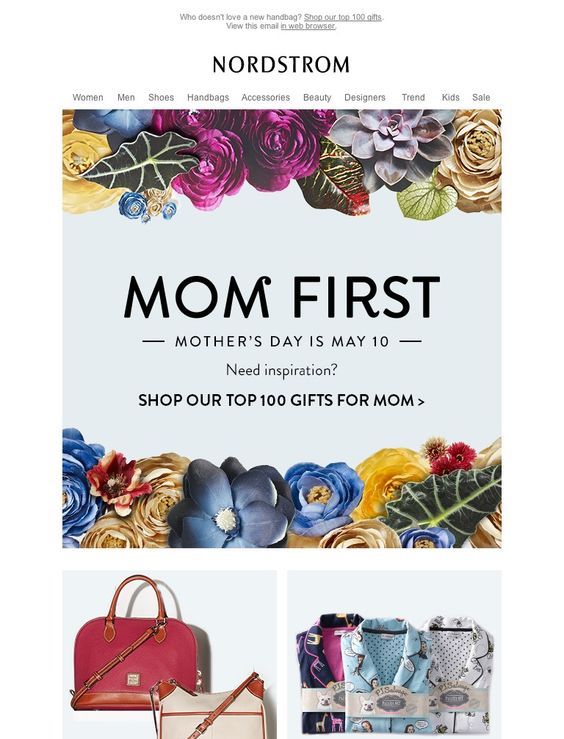 Who doesn't love a new handbag? Shop our top 100 gifts.
View this email in web browser.
NORDSTROM
Women Men Shoes Handbags Accessories Beauty Designers Trend Kids Sale
MOM FIRST
— MOTHER'S DAY IS MAY 10 —
Need inspiration?
SHOP OUR TOP 100 GIFTS FOR MOM >
P.J. Salvage